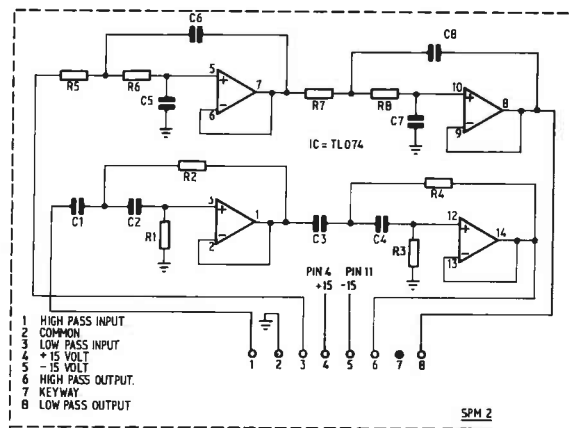 C6
C8
R5
R6
5
7
R7
R8
10
8
C5
6
C7
9
IC = TL074
R2
R4
C1
C2
3
1
C3
C4
12
14
R1
2
R3
13
PIN 4
PIN 11
+15
-15
1 HIGH PASS INPUT
2 COMMON
3 LOW PASS INPUT
4 +15 VOLT
5 -15 VOLT
6 HIGH PASS OUTPUT.
7 KEYWAY
8 LOW PASS OUTPUT
1 2 3 4 5 6 7 8
SPM 2